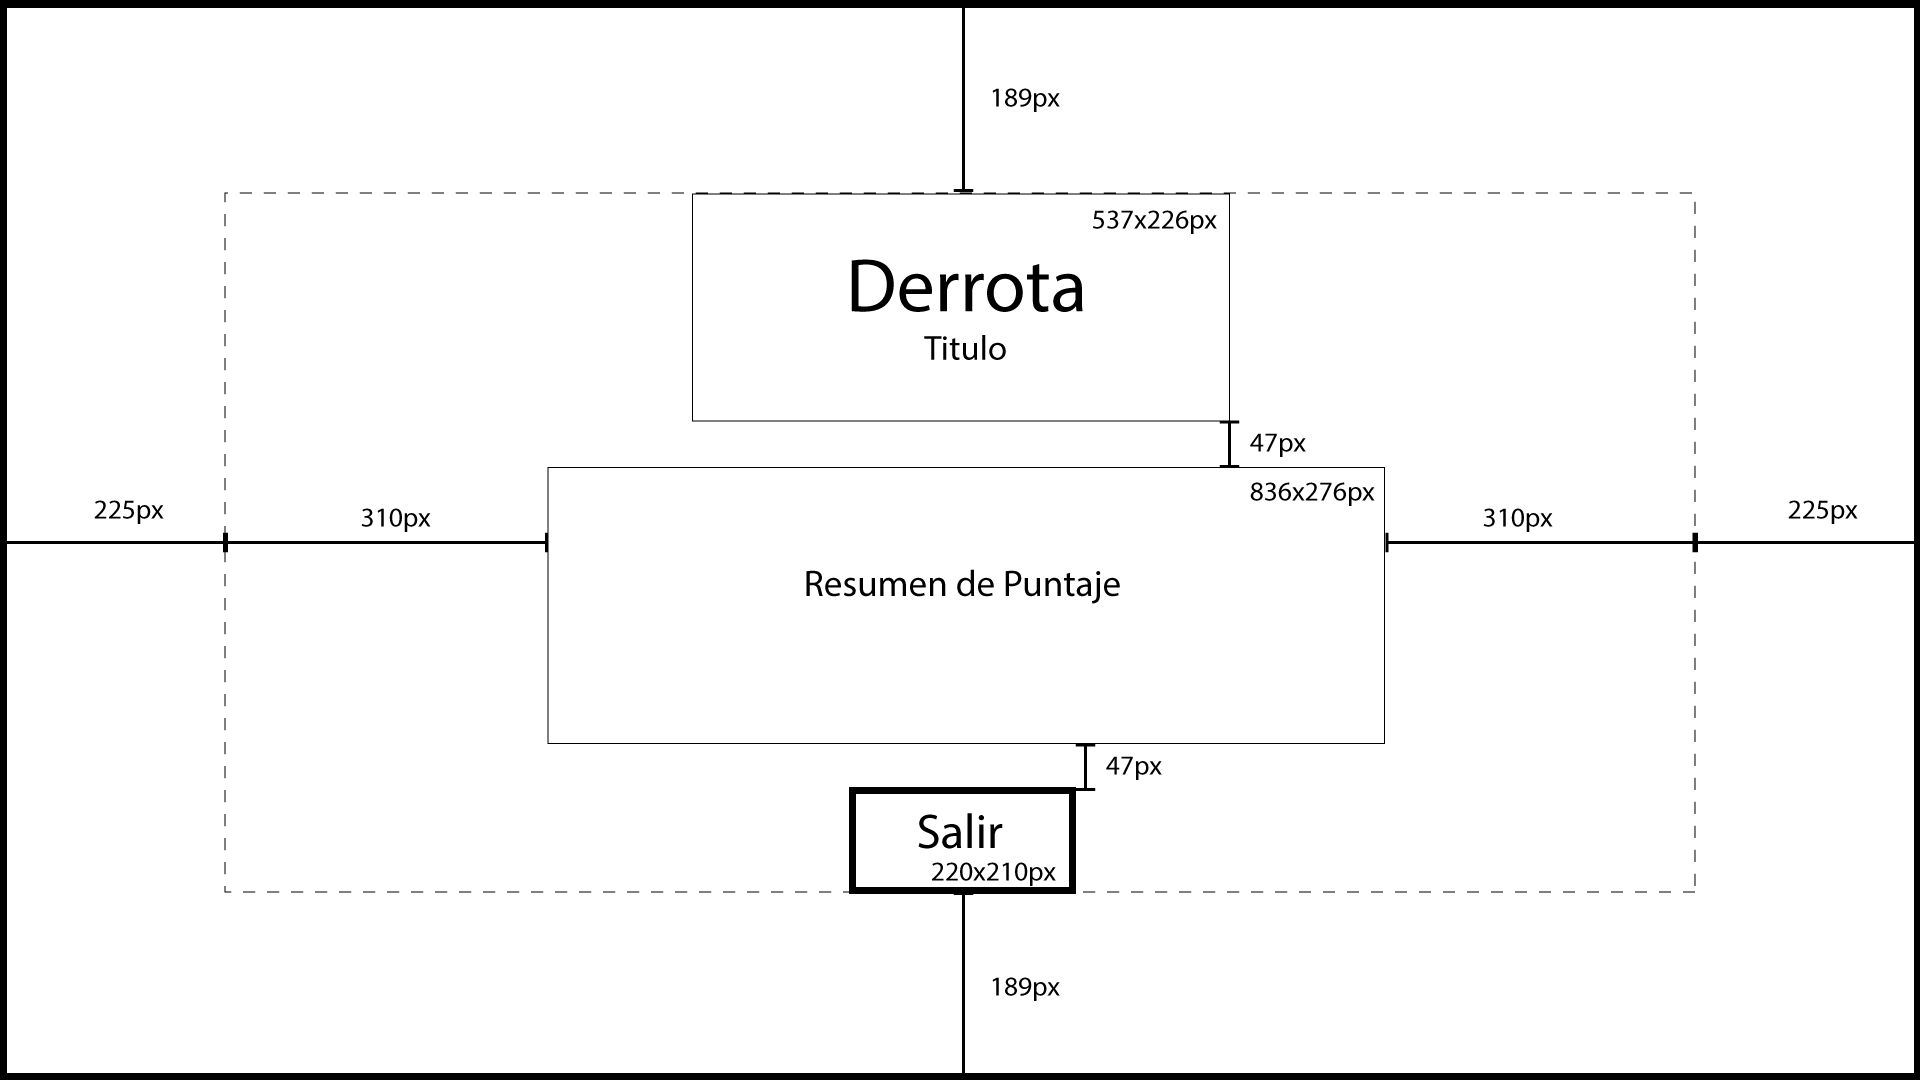 189px
537x226px
Derrota
Titulo
47px
836x276px
225px
310px
310px
225px
Resumen de Puntaje
47px
Salir
220x210px
189px